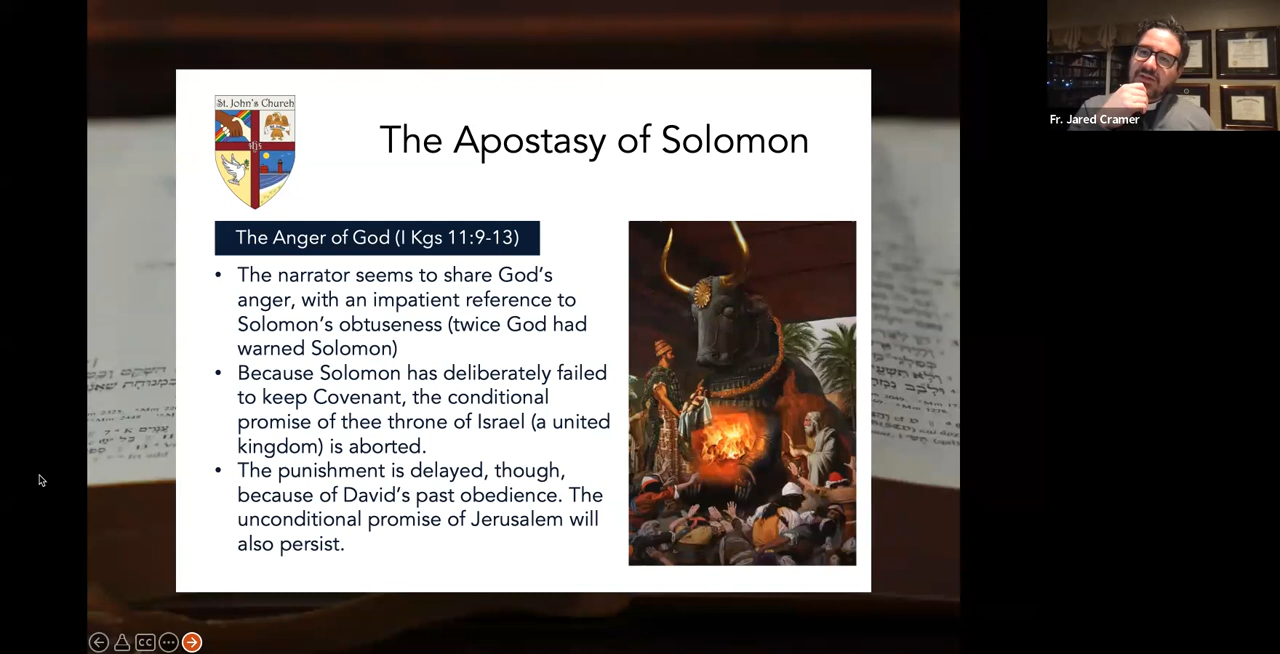 St. John's Church
The Apostasy of Solomon
The Anger of God (I Kgs 11:9-13)
• The narrator seems to share God's
anger, with an impatient reference to
Solomon's obtuseness (twice God had
warned Solomon)
• Because Solomon has deliberately failed
to keep Covenant, the conditional
promise of thee throne of Israel (a united
kingdom) is aborted.
• The punishment is delayed, though,
because of David's past obedience. The
unconditional promise of Jerusalem will
also persist.
Fr. Jared Cramer
CC